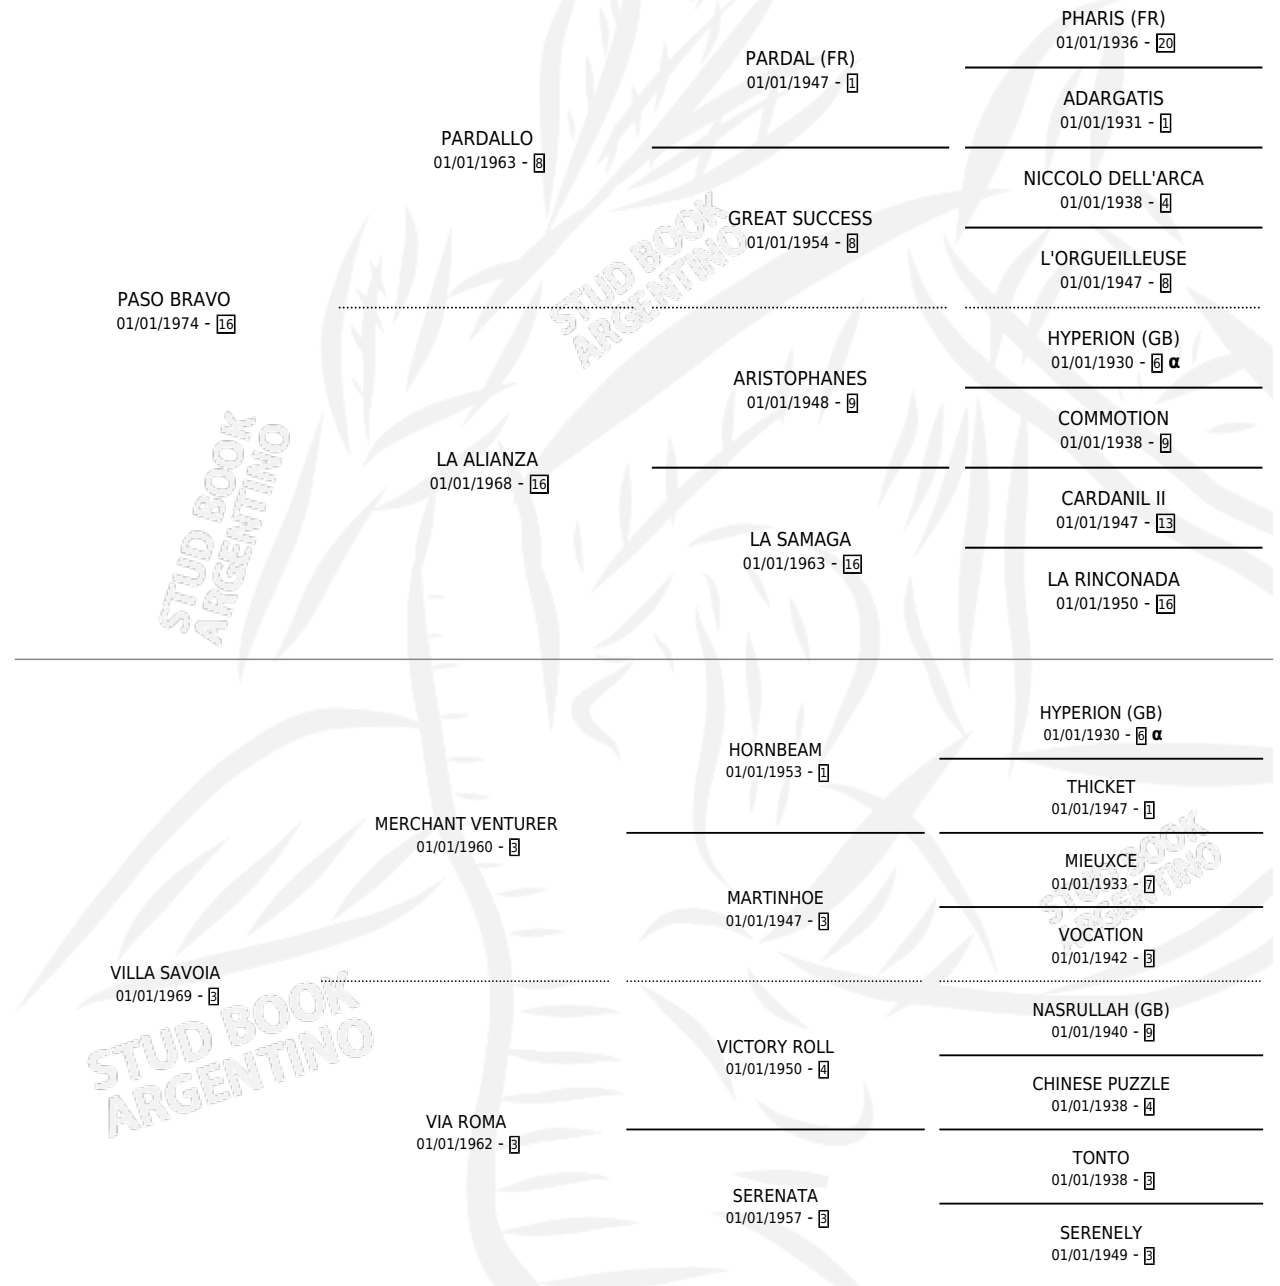 PHARIS (FR)
01/01/1936 - 20
PARDAL (FR)
01/01/1947 - 1
ADARGATIS
01/01/1931 - 1
PARDALLO
01/01/1963 - 8
NICCOLO DELL'ARCA
01/01/1938 - 4
GREAT SUCCESS
01/01/1954 - 8
L'ORGUEILLEUSE
01/01/1947 - 8
PASO BRAVO
01/01/1974 - 16
HYPERION (GB)
01/01/1930 - 6 α
ARISTOPHANES
01/01/1948 - 9
COMMOTION
01/01/1938 - 9
LA ALIANZA
01/01/1968 - 16
CARDANIL II
01/01/1947 - 13
LA SAMAGA
01/01/1963 - 16
LA RINCONADA
01/01/1950 - 16
HYPERION (GB)
01/01/1930 - 6 α
HORNBEAM
01/01/1953 - 1
THICKET
01/01/1947 - 1
MERCHANT VENTURER
01/01/1960 - 3
MIEUXCE
01/01/1933 - 7
MARTINHOE
01/01/1947 - 3
VOCATION
01/01/1942 - 3
VILLA SAVOIA
01/01/1969 - 3
NASRULLAH (GB)
01/01/1940 - 9
VICTORY ROLL
01/01/1950 - 4
CHINESE PUZZLE
01/01/1938 - 4
VIA ROMA
01/01/1962 - 3
TONTO
01/01/1938 - 3
SERENATA
01/01/1957 - 3
SERENELY
01/01/1949 - 3
STUD BOOK
ARGENTINO
STUD BOOK
ARGENTINO
STUD BOOK
ARGENTINO
STUD BOOK
ARGENTINO